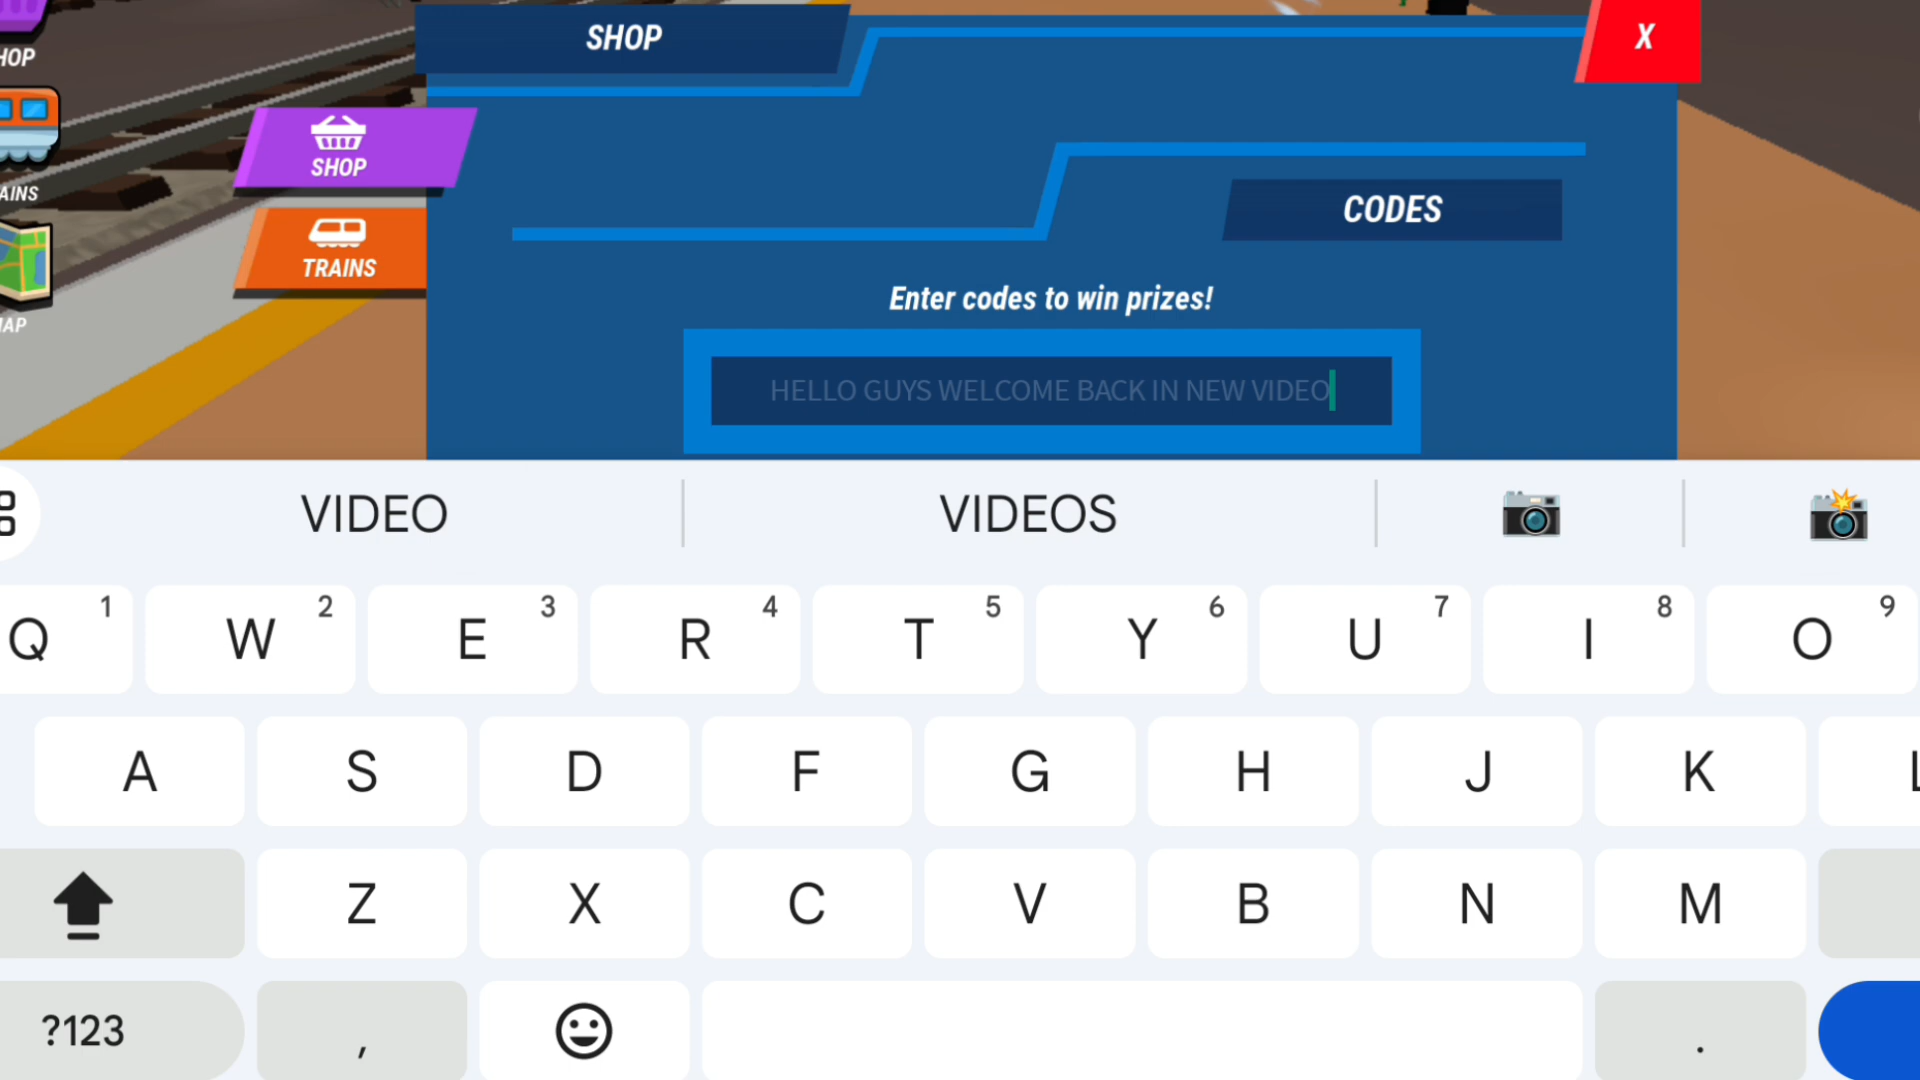 SHOP
X
HOP
SHOP
AINS
CODES
TRAINS
Enter codes to win prizes!
MAP
HELLO GUYS WELCOME BACK IN NEW VIDEO
VIDEO VIDEOS
Q 1 W 2 E 3 R 4 T 5 Y 6 U 7 I 8 O 9
A S D F G H J K L
Z X C V B N M
?123 , .